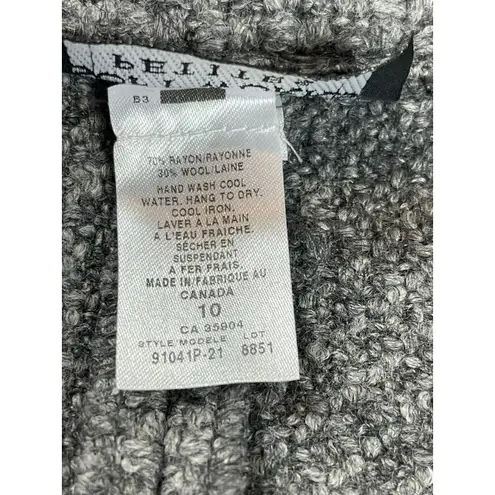 PETITE
B3
70% RAYON/RAYONNE
30% WOOL/LAINE
HAND WASH COOL
WATER. HANG TO DRY.
COOL IRON.
LAVER À LA MAIN
A L'EAU FRAICHE.
SÉCHER EN
SUSPENDANT
A FER FRAIS.
MADE IN/FABRIQUE AU
CANADA
10
CA 35904
STYLE/MODELE LOT
91041P-21 8851